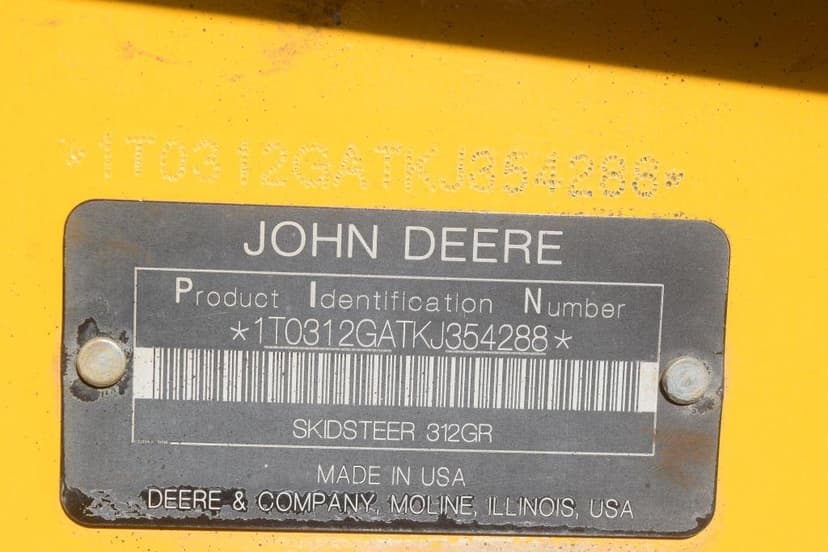 *1T0312GATKJ354288*
JOHN DEERE
Product Identification Number
*1T0312GATKJ354288*
SKIDSTEER 312GR
MADE IN USA
DEERE & COMPANY, MOLINE, ILLINOIS, USA